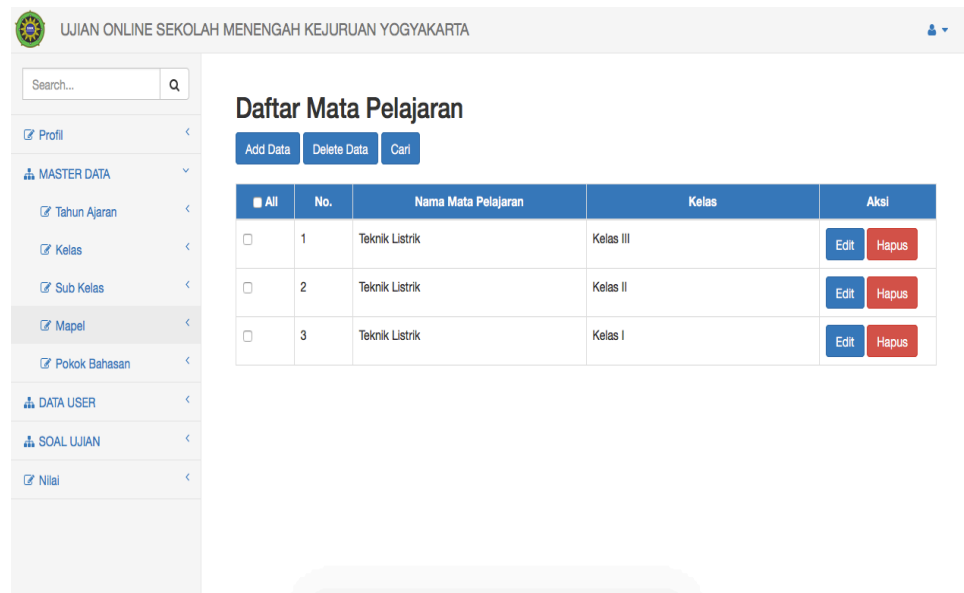 UJIAN ONLINE SEKOLAH MENENGAH KEJURUAN YOGYAKARTA
Search...
Profil
MASTER DATA
Tahun Ajaran
Kelas
Sub Kelas
Mapel
Pokok Bahasan
DATA USER
SOAL UJIAN
Nilai
Daftar Mata Pelajaran
Add Data Delete Data Cari
All No. Nama Mata Pelajaran Kelas Aksi
1 Teknik Listrik Kelas III Edit Hapus
2 Teknik Listrik Kelas II Edit Hapus
3 Teknik Listrik Kelas I Edit Hapus